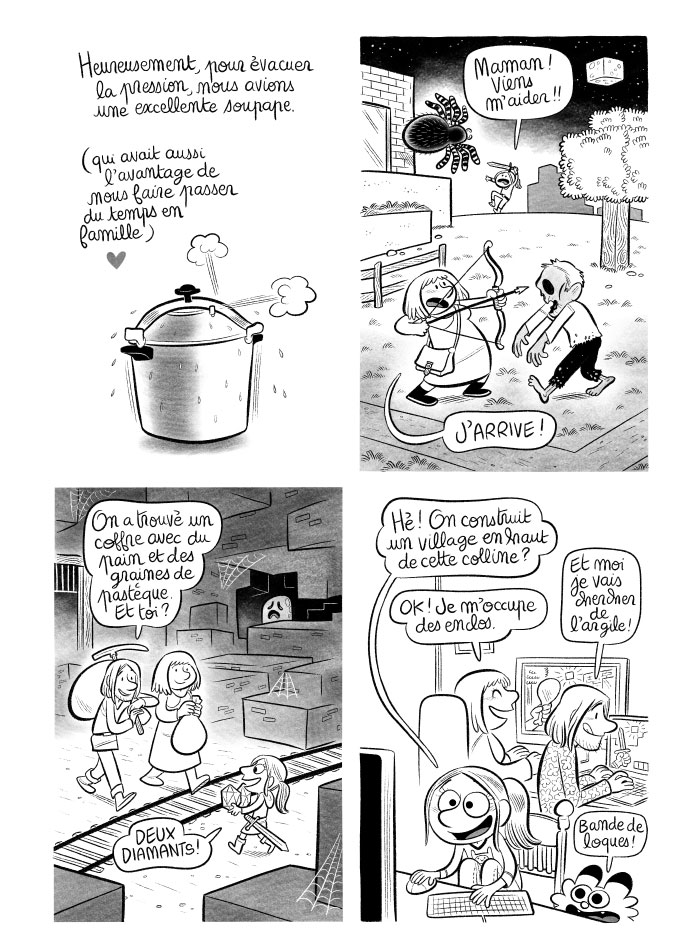 Heureusement, pour évacuer
la pression, nous avions
une excellente soupape.
(qui avait aussi
l'avantage de
nous faire passer
du temps en
famille)
Maman !
Viens
m'aider !!
J'ARRIVE !
On a trouvé un
coffre avec du
pain et des
graines de
pastèque.
Et toi ?
DEUX
DIAMANTS !
Hé ! On construit
un village en haut
de cette colline ?
OK ! Je m'occupe
des enclos.
Et moi
je vais
chercher
de
l'argile !
Bande de
loques !